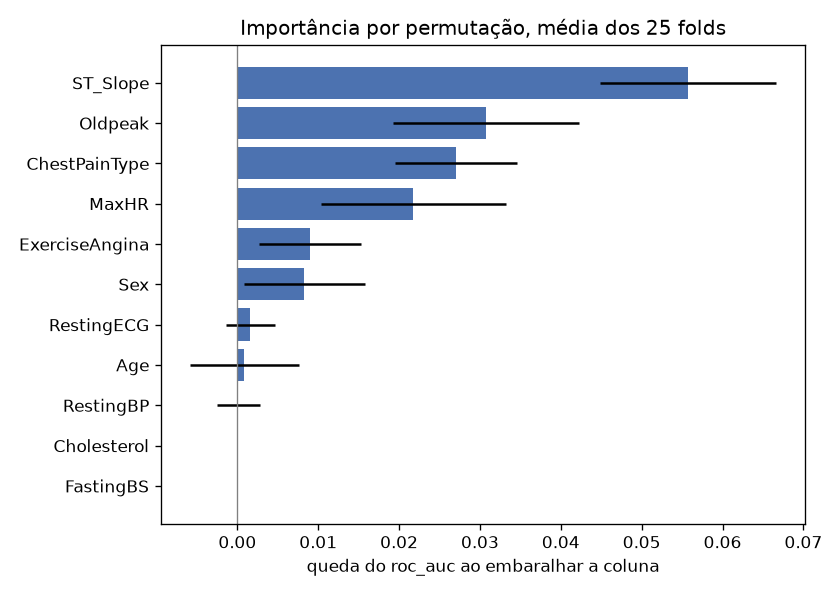 Importância por permutação, média dos 25 folds
ST_Slope
Oldpeak
ChestPainType
MaxHR
ExerciseAngina
Sex
RestingECG
Age
RestingBP
Cholesterol
FastingBS
0.00 0.01 0.02 0.03 0.04 0.05 0.06 0.07
queda do roc_auc ao embaralhar a coluna